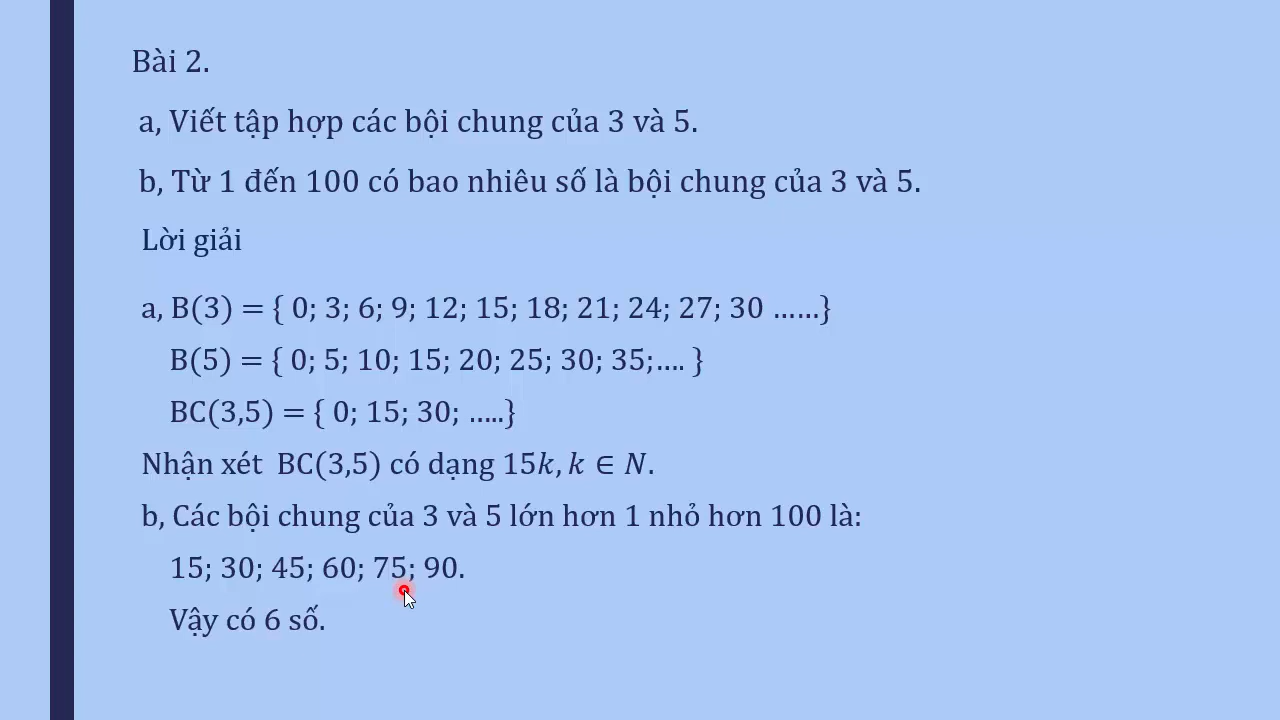 Bài 2.
a, Viết tập hợp các bội chung của 3 và 5.
b, Từ 1 đến 100 có bao nhiêu số là bội chung của 3 và 5.
Lời giải
a, B(3) = { 0; 3; 6; 9; 12; 15; 18; 21; 24; 27; 30 ......}
B(5) = { 0; 5; 10; 15; 20; 25; 30; 35;.... }
BC(3,5) = { 0; 15; 30; .....}
Nhận xét BC(3,5) có dạng 15k, k ∈ N.
b, Các bội chung của 3 và 5 lớn hơn 1 nhỏ hơn 100 là:
15; 30; 45; 60; 75; 90.
Vậy có 6 số.